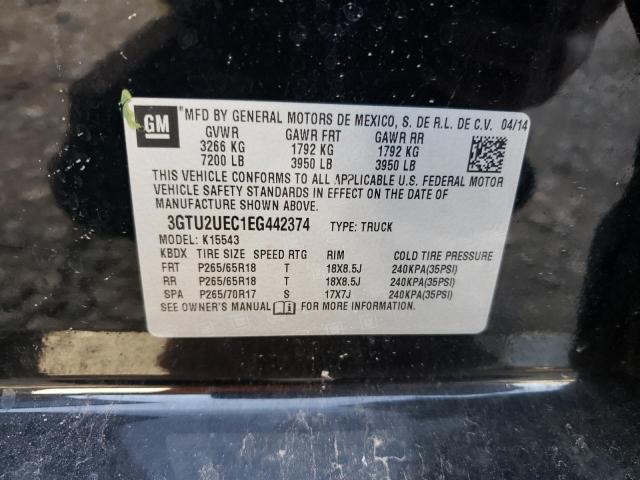 GM
"MFD BY GENERAL MOTORS DE MEXICO, S. DE R.L. DE C.V. 04/14
GVWR GAWR FRT GAWR RR
3266 KG 1792 KG 1792 KG
7200 LB 3950 LB 3950 LB
THIS VEHICLE CONFORMS TO ALL APPLICABLE U.S. FEDERAL MOTOR
VEHICLE SAFETY STANDARDS IN EFFECT ON THE DATE OF
MANUFACTURE SHOWN ABOVE.
3GTU2UEC1EG442374 TYPE: TRUCK
MODEL: K15543
KBDX TIRE SIZE SPEED RTG RIM COLD TIRE PRESSURE
FRT P265/65R18 T 18X8.5J 240KPA(35PSI)
RR P265/65R18 T 18X8.5J 240KPA(35PSI)
SPA P265/70R17 S 17X7J 240KPA(35PSI)
SEE OWNER'S MANUAL FOR MORE INFORMATION.